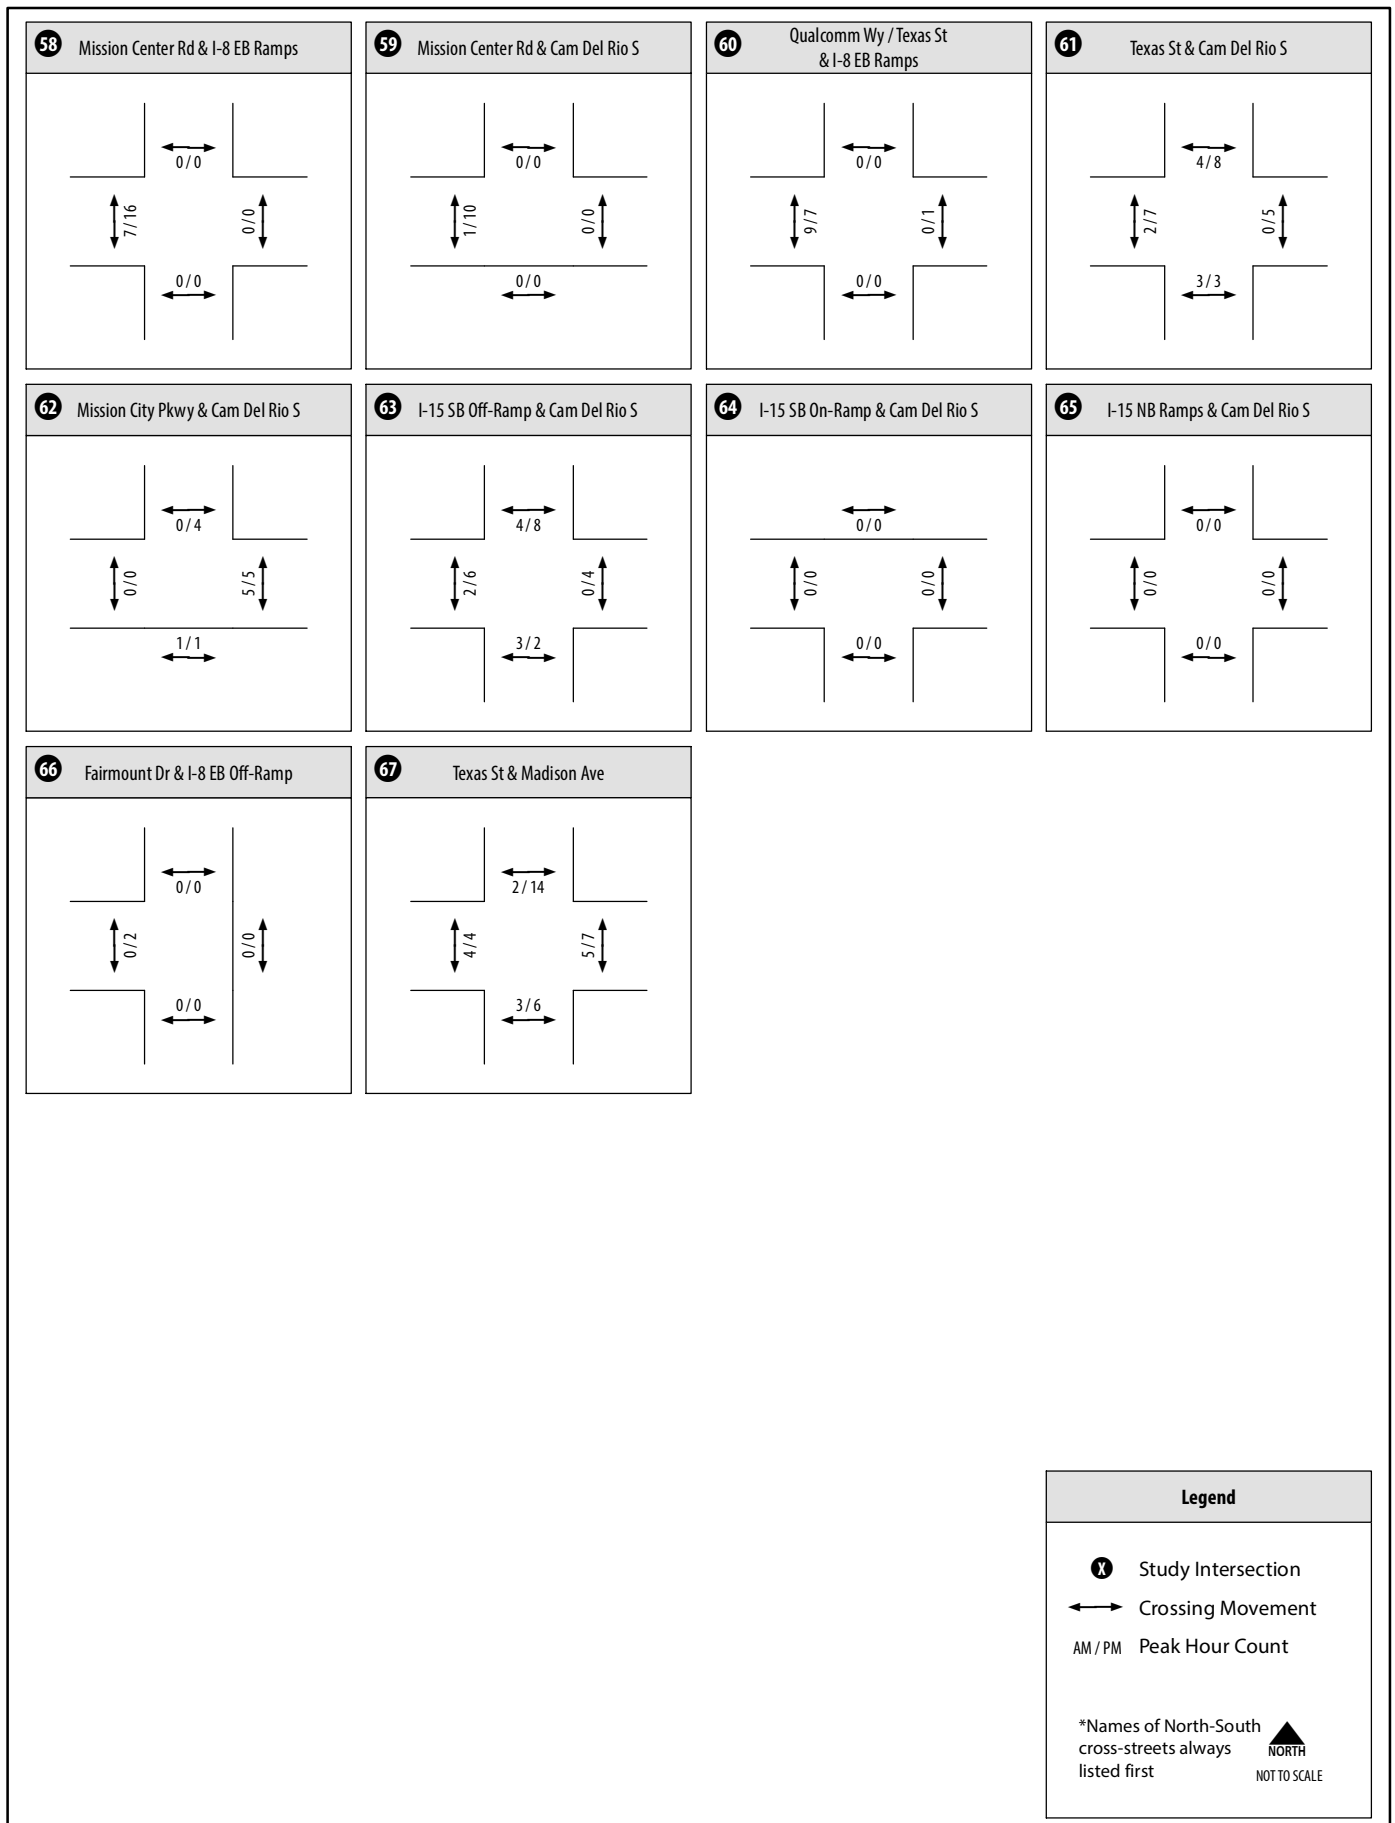 58 Mission Center Rd & I-8 EB Ramps
0 / 0
7 / 16
0 / 0
0 / 0
59 Mission Center Rd & Cam Del Rio S
0 / 0
1 / 10
0 / 0
0 / 0
60 Qualcomm Wy / Texas St
& I-8 EB Ramps
0 / 0
9 / 7
0 / 1
0 / 0
61 Texas St & Cam Del Rio S
4 / 8
2 / 7
0 / 5
3 / 3
62 Mission City Pkwy & Cam Del Rio S
0 / 4
0 / 0
5 / 5
1 / 1
63 I-15 SB Off-Ramp & Cam Del Rio S
4 / 8
2 / 6
0 / 4
3 / 2
64 I-15 SB On-Ramp & Cam Del Rio S
0 / 0
0 / 0
0 / 0
0 / 0
65 I-15 NB Ramps & Cam Del Rio S
0 / 0
0 / 0
0 / 0
0 / 0
66 Fairmount Dr & I-8 EB Off-Ramp
0 / 0
0 / 2
0 / 0
0 / 0
67 Texas St & Madison Ave
2 / 14
4 / 4
5 / 7
3 / 6
Legend
X Study Intersection
Crossing Movement
AM / PM Peak Hour Count
*Names of North-South
cross-streets always
listed first
NORTH
NOT TO SCALE